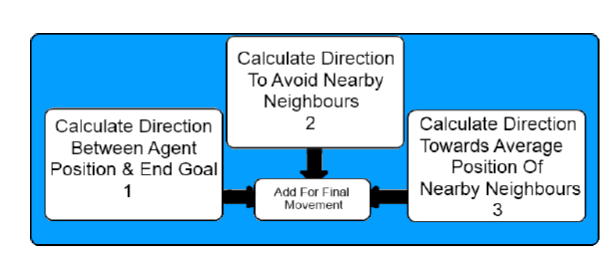 Calculate Direction
Between Agent
Position & End Goal
1
Calculate Direction
To Avoid Nearby
Neighbours
2
Calculate Direction
Towards Average
Position Of
Nearby Neighbours
3
Add For Final
Movement